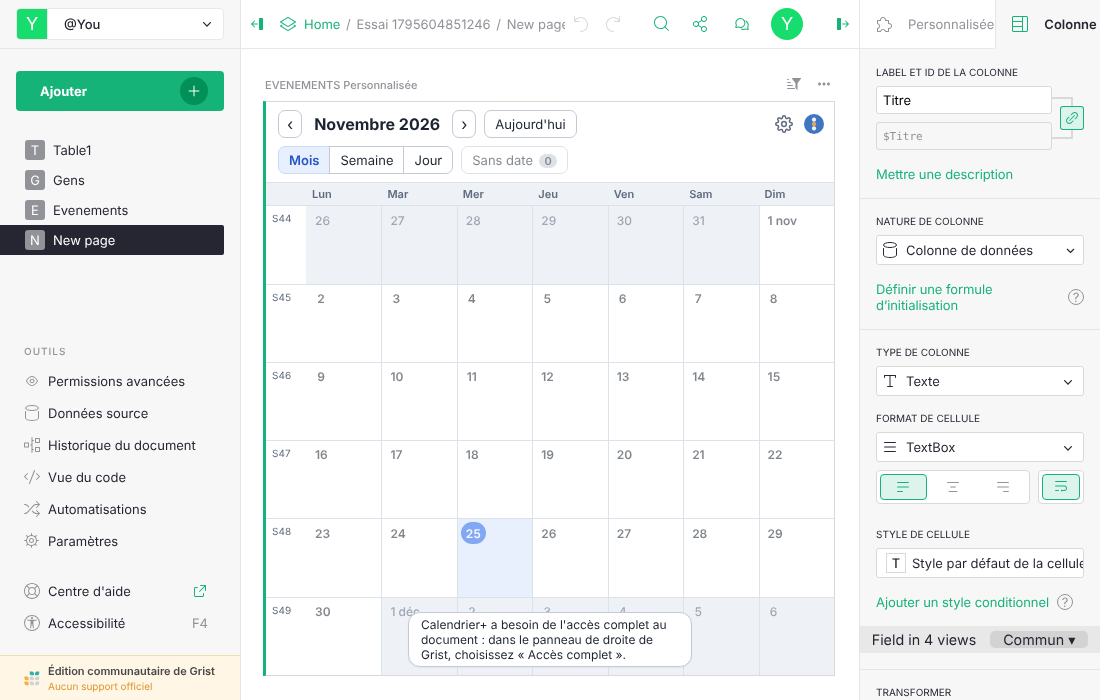 Y @You
Ajouter
T Table1
G Gens
E Evenements
N New page
OUTILS
Permissions avancées
Données source
Historique du document
Vue du code
Automatisations
Paramètres
Centre d'aide
Accessibilité F4
Édition communautaire de Grist
Aucun support officiel
Home / Essai 1795604851246 / New page
Y
EVENEMENTS Personnalisée
Novembre 2026 Aujourd'hui
Mois Semaine Jour Sans date 0
Lun Mar Mer Jeu Ven Sam Dim
S44 26 27 28 29 30 31 1 nov
S45 2 3 4 5 6 7 8
S46 9 10 11 12 13 14 15
S47 16 17 18 19 20 21 22
S48 23 24 25 26 27 28 29
S49 30 1 déc 2 3 4 5 6
Calendrier+ a besoin de l'accès complet au
document : dans le panneau de droite de
Grist, choisissez « Accès complet ».
Personnalisée Colonne
LABEL ET ID DE LA COLONNE
Titre
$Titre
Mettre une description
NATURE DE COLONNE
Colonne de données
Définir une formule
d'initialisation
?
TYPE DE COLONNE
Texte
FORMAT DE CELLULE
TextBox
STYLE DE CELLULE
T Style par défaut de la cellule
Ajouter un style conditionnel ?
Field in 4 views Commun ▾
TRANSFORMER